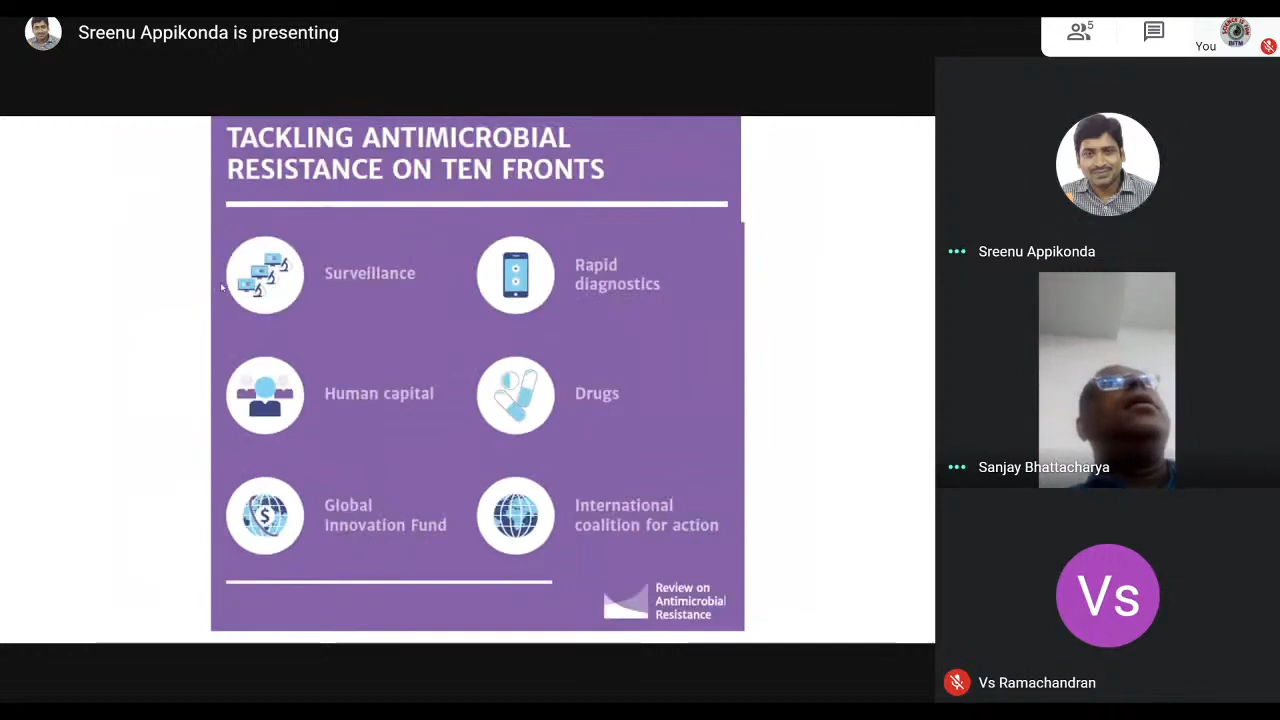 Sreenu Appikonda is presenting
5
You
TACKLING ANTIMICROBIAL
RESISTANCE ON TEN FRONTS
Surveillance
Rapid
diagnostics
Human capital
Drugs
Global
Innovation Fund
International
coalition for action
Review on
Antimicrobial
Resistance
Sreenu Appikonda
Sanjay Bhattacharya
Vs
Vs Ramachandran